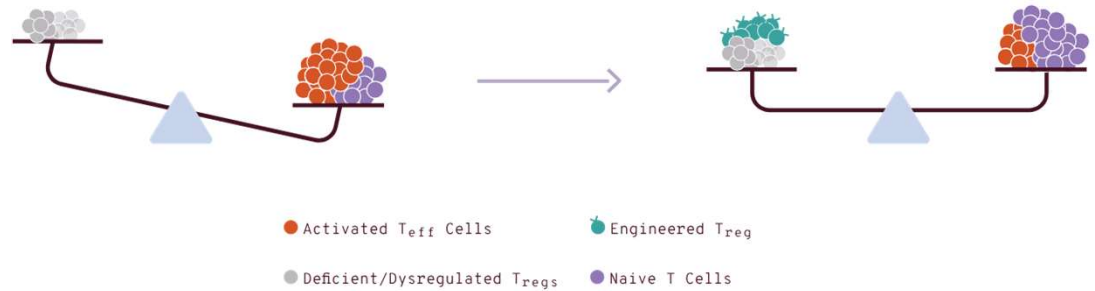 Activated Teff Cells
Engineered Treg
Deficient/Dysregulated Tregs
Naive T Cells